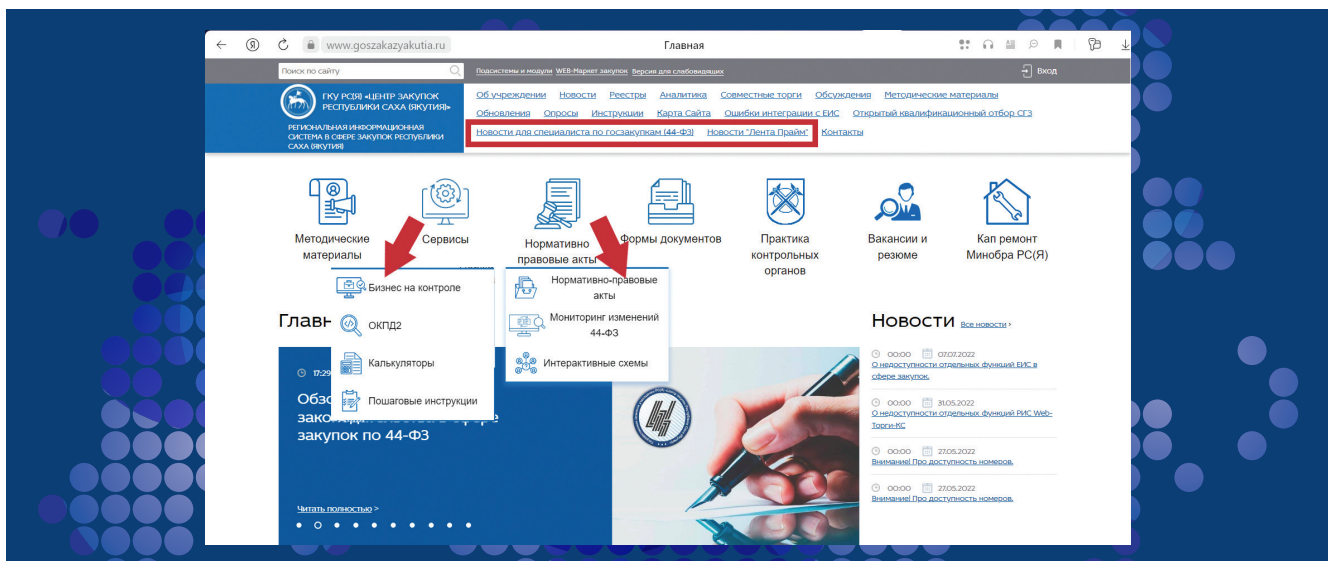 www.goszakazyakutia.ru
Главная
Поиск по сайту
Подсистемы и модули WEB-Маркет закупок Версия для слабовидящих
Вход
ГКУ РС(Я) «ЦЕНТР ЗАКУПОК
РЕСПУБЛИКИ САХА (ЯКУТИЯ)»
РЕГИОНАЛЬНАЯ ИНФОРМАЦИОННАЯ
СИСТЕМА В СФЕРЕ ЗАКУПОК РЕСПУБЛИКИ
САХА (ЯКУТИЯ)
Об учреждении Новости Реестры Аналитика Совместные торги Обсуждения Методические материалы
Обновления Опросы Инструкции Карта Сайта Ошибки интеграции с ЕИС Открытый квалификационный отбор СГЗ
Новости для специалиста по госзакупкам (44-ФЗ) Новости "Лента Прайм" Контакты
Методические
материалы
Сервисы
Нормативно
правовые акты
Формы документов
Практика
контрольных
органов
Вакансии и
резюме
Кап ремонт
Минобра РС(Я)
Бизнес на контроле
ОКПД2
Калькуляторы
Пошаговые инструкции
Нормативно-правовые
акты
Мониторинг изменений
44-ФЗ
Интерактивные схемы
Главн
17:29
Обзо
закупок по 44-ФЗ
Читать полностью >
Новости Все новости ›
00:00 07.07.2022
О недоступности отдельных функций ЕИС в
сфере закупок.
00:00 31.05.2022
О недоступности отдельных функций РИС Web-
Торги-КС
00:00 27.05.2022
Внимание! Про доступность номеров.
00:00 27.05.2022
Внимание! Про доступность номеров.